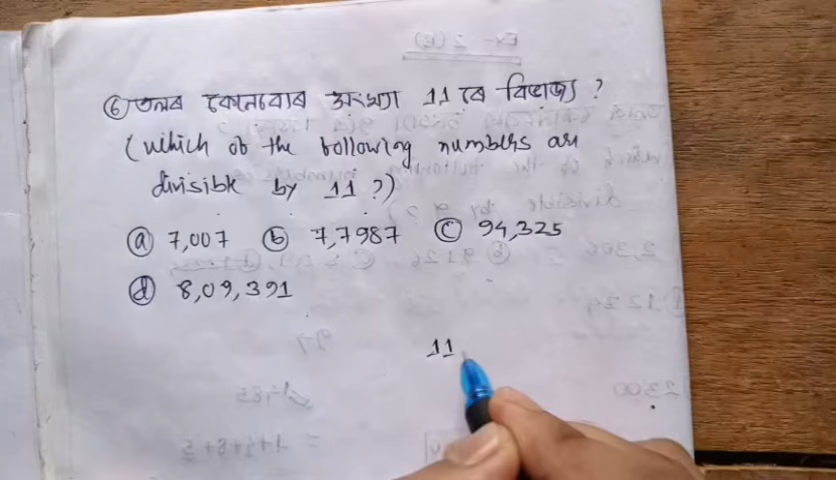 ⑥ তলৰ কোনবোৰ সংখ্যা 11 ৰে বিভাজ্য ?
(which of the following numbers are
divisible by 11 ?)
ⓐ 7,007 ⓑ 7,7987 ⓒ 94,325
ⓓ 8,09,391
11